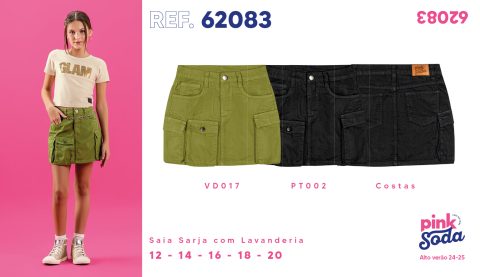 REF. 62083
62083
GLAM
VD017
PT002
Costas
Saia Sarja com Lavanderia
12 - 14 - 16 - 18 - 20
pink
Soda
Alto verão 24-25